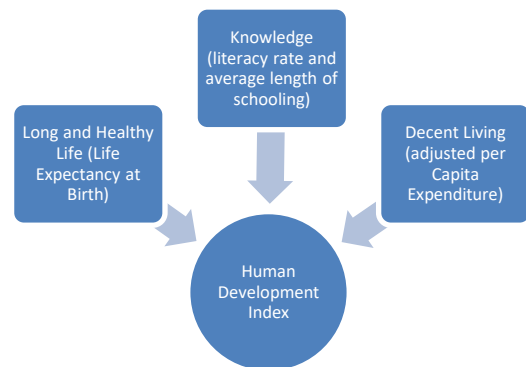 Knowledge
(literacy rate and
average length of
schooling)
Long and Healthy
Life (Life
Expectancy at
Birth)
Decent Living
(adjusted per
Capita
Expenditure)
Human
Development
Index